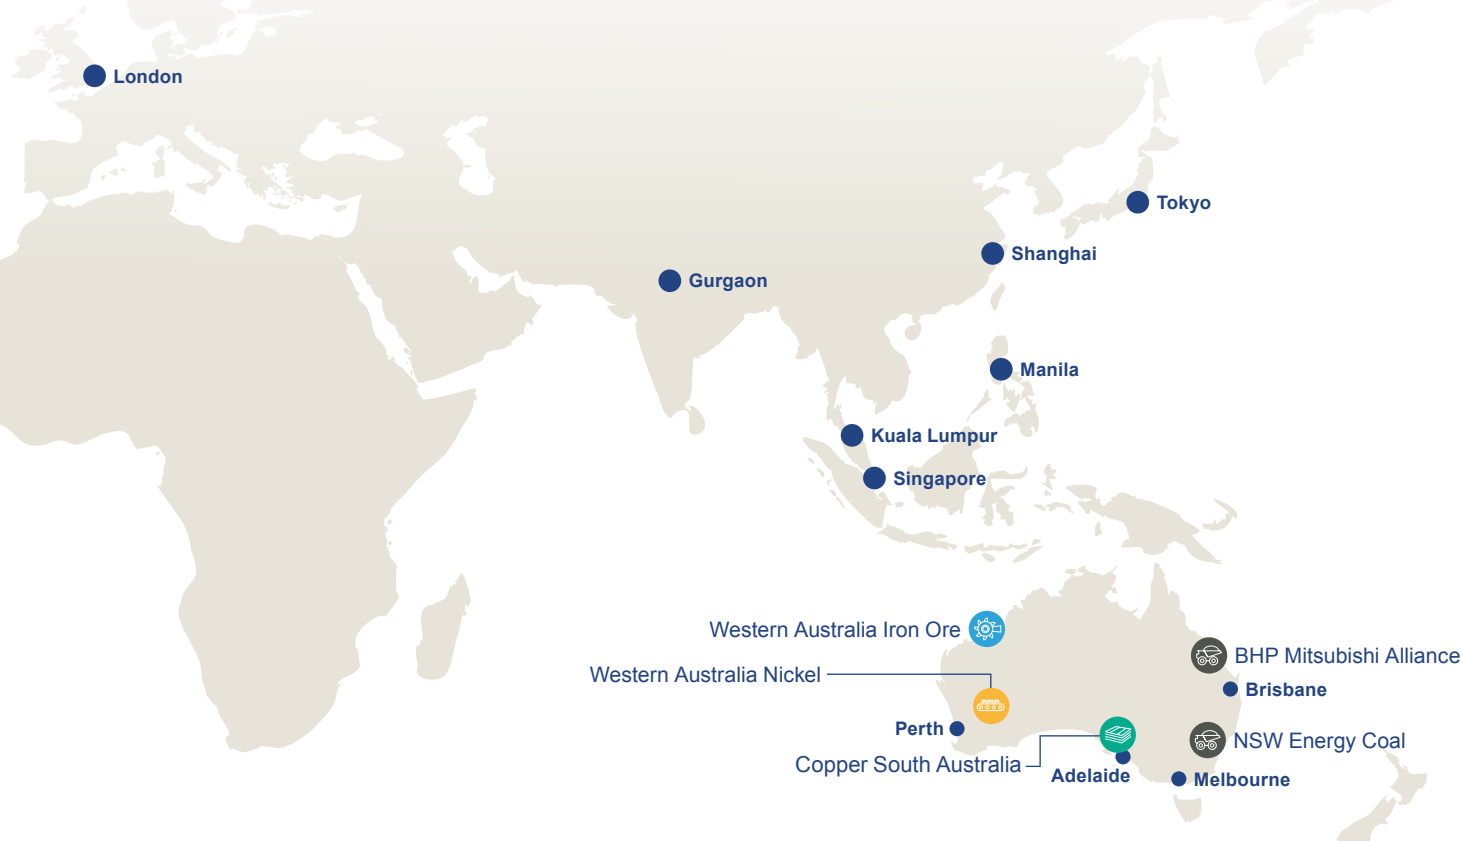 London
Tokyo
Shanghai
Gurgaon
Manila
Kuala Lumpur
Singapore
Western Australia Iron Ore
BHP Mitsubishi Alliance
Western Australia Nickel
Brisbane
Perth
NSW Energy Coal
Copper South Australia
Adelaide
Melbourne